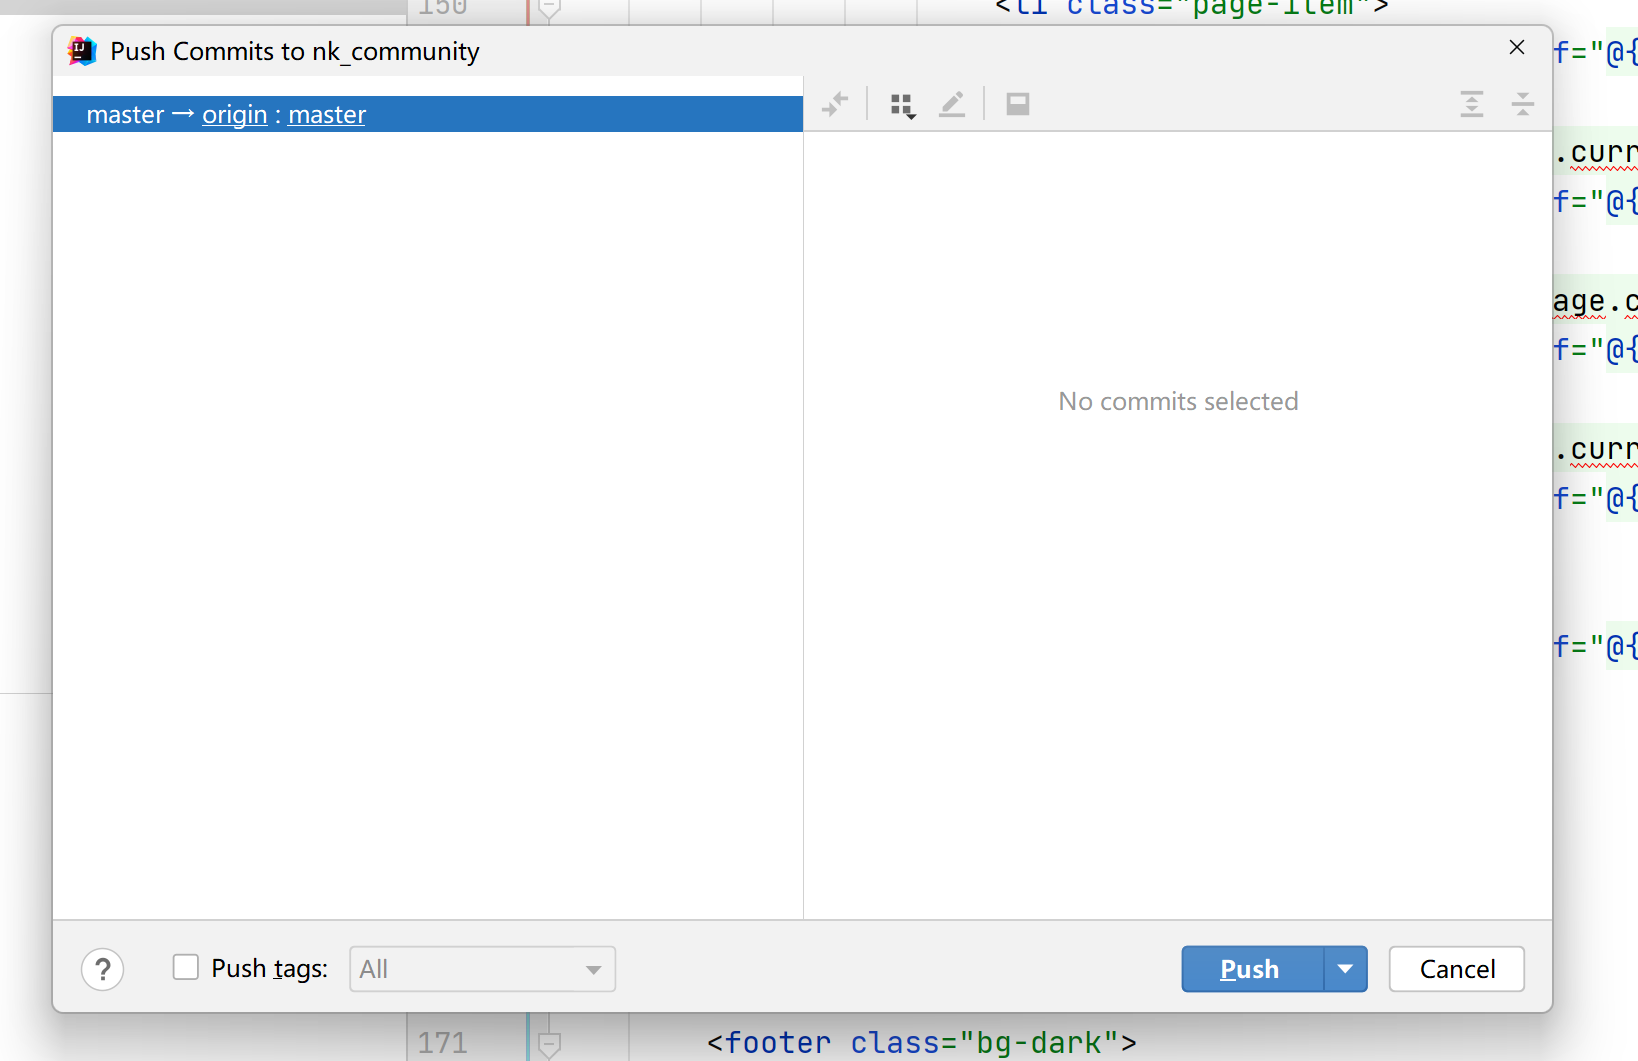 150 <li class="page-item">
Push Commits to nk_community
f="@{
master → origin : master
.curr
f="@{
age.c
f="@{
No commits selected
.curr
f="@{
f="@{
? Push tags: All Push Cancel
171 <footer class="bg-dark">